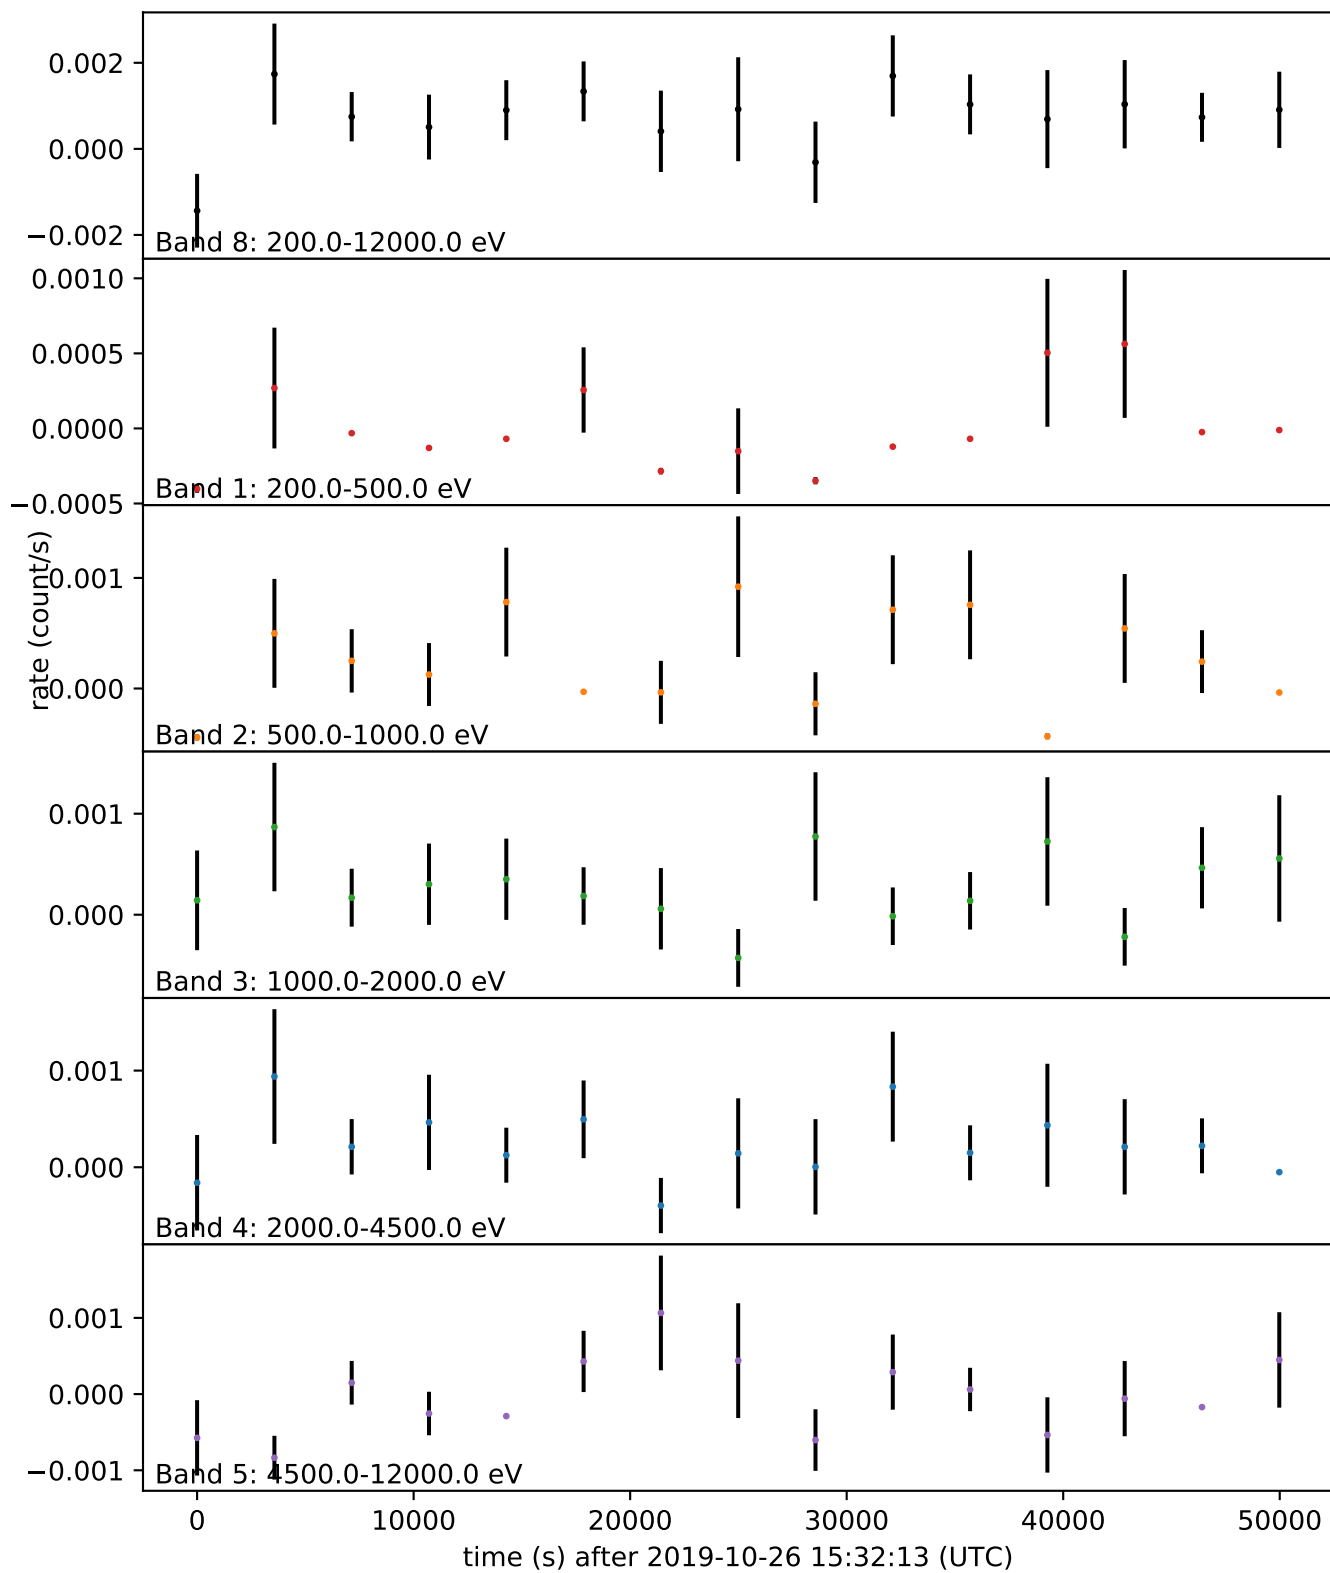 0.002
0.000
−0.002
Band 8: 200.0-12000.0 eV
0.0010
0.0005
0.0000
−0.0005
Band 1: 200.0-500.0 eV
rate (count/s)
0.001
0.000
Band 2: 500.0-1000.0 eV
0.001
0.000
Band 3: 1000.0-2000.0 eV
0.001
0.000
Band 4: 2000.0-4500.0 eV
0.001
0.000
−0.001
Band 5: 4500.0-12000.0 eV
0 10000 20000 30000 40000 50000
time (s) after 2019-10-26 15:32:13 (UTC)